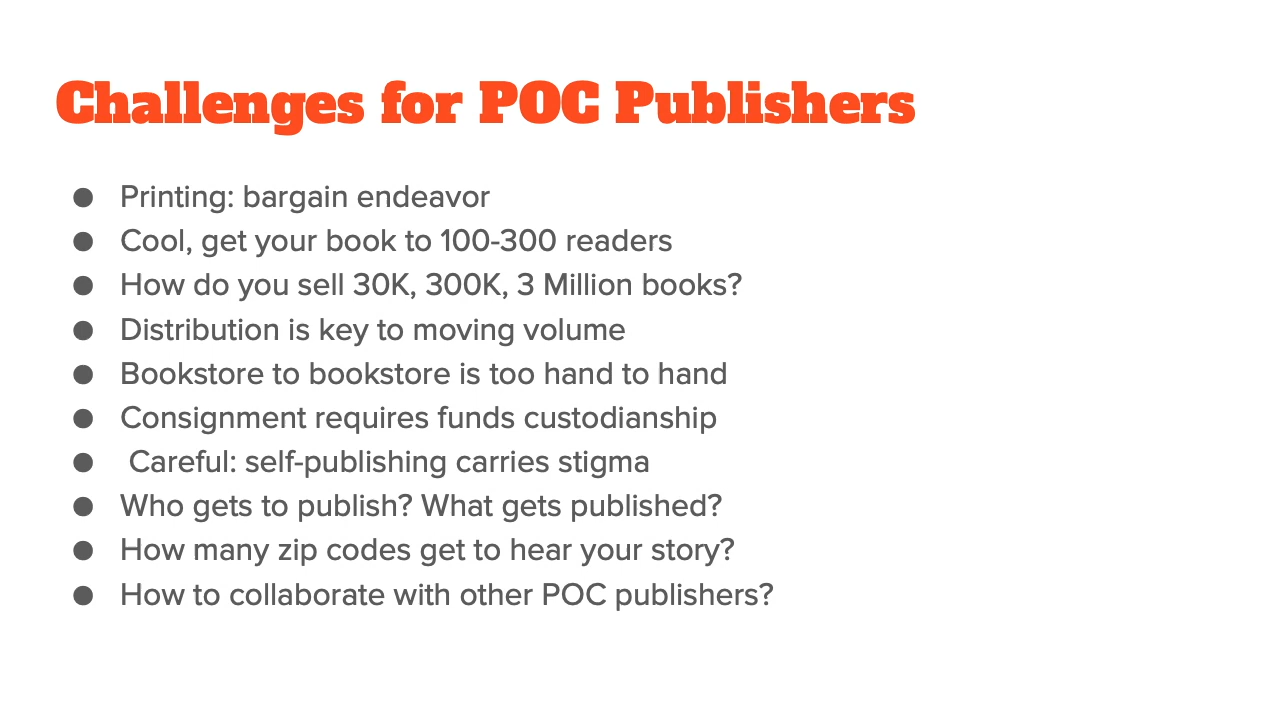 Challenges for POC Publishers
● Printing: bargain endeavor
● Cool, get your book to 100-300 readers
● How do you sell 30K, 300K, 3 Million books?
● Distribution is key to moving volume
● Bookstore to bookstore is too hand to hand
● Consignment requires funds custodianship
● Careful: self-publishing carries stigma
● Who gets to publish? What gets published?
● How many zip codes get to hear your story?
● How to collaborate with other POC publishers?